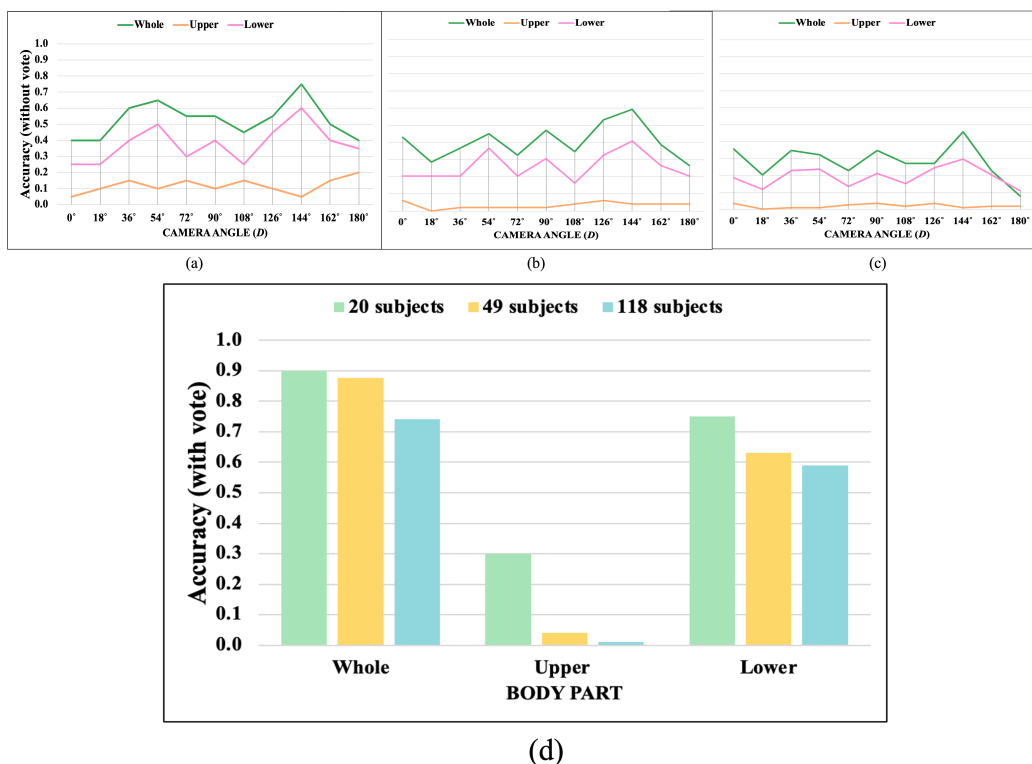 Whole Upper Lower
Accuracy (without vote)
1.0
0.9
0.8
0.7
0.6
0.5
0.4
0.3
0.2
0.1
0.0
0° 18° 36° 54° 72° 90° 108° 126° 144° 162° 180°
CAMERA ANGLE (D)
(a)
Whole Upper Lower
0° 18° 36° 54° 72° 90° 108° 126° 144° 162° 180°
CAMERA ANGLE (D)
(b)
Whole Upper Lower
0° 18° 36° 54° 72° 90° 108° 126° 144° 162° 180°
CAMERA ANGLE (D)
(c)
20 subjects 49 subjects 118 subjects
Accuracy (with vote)
1.0
0.9
0.8
0.7
0.6
0.5
0.4
0.3
0.2
0.1
0.0
Whole Upper Lower
BODY PART
(d)